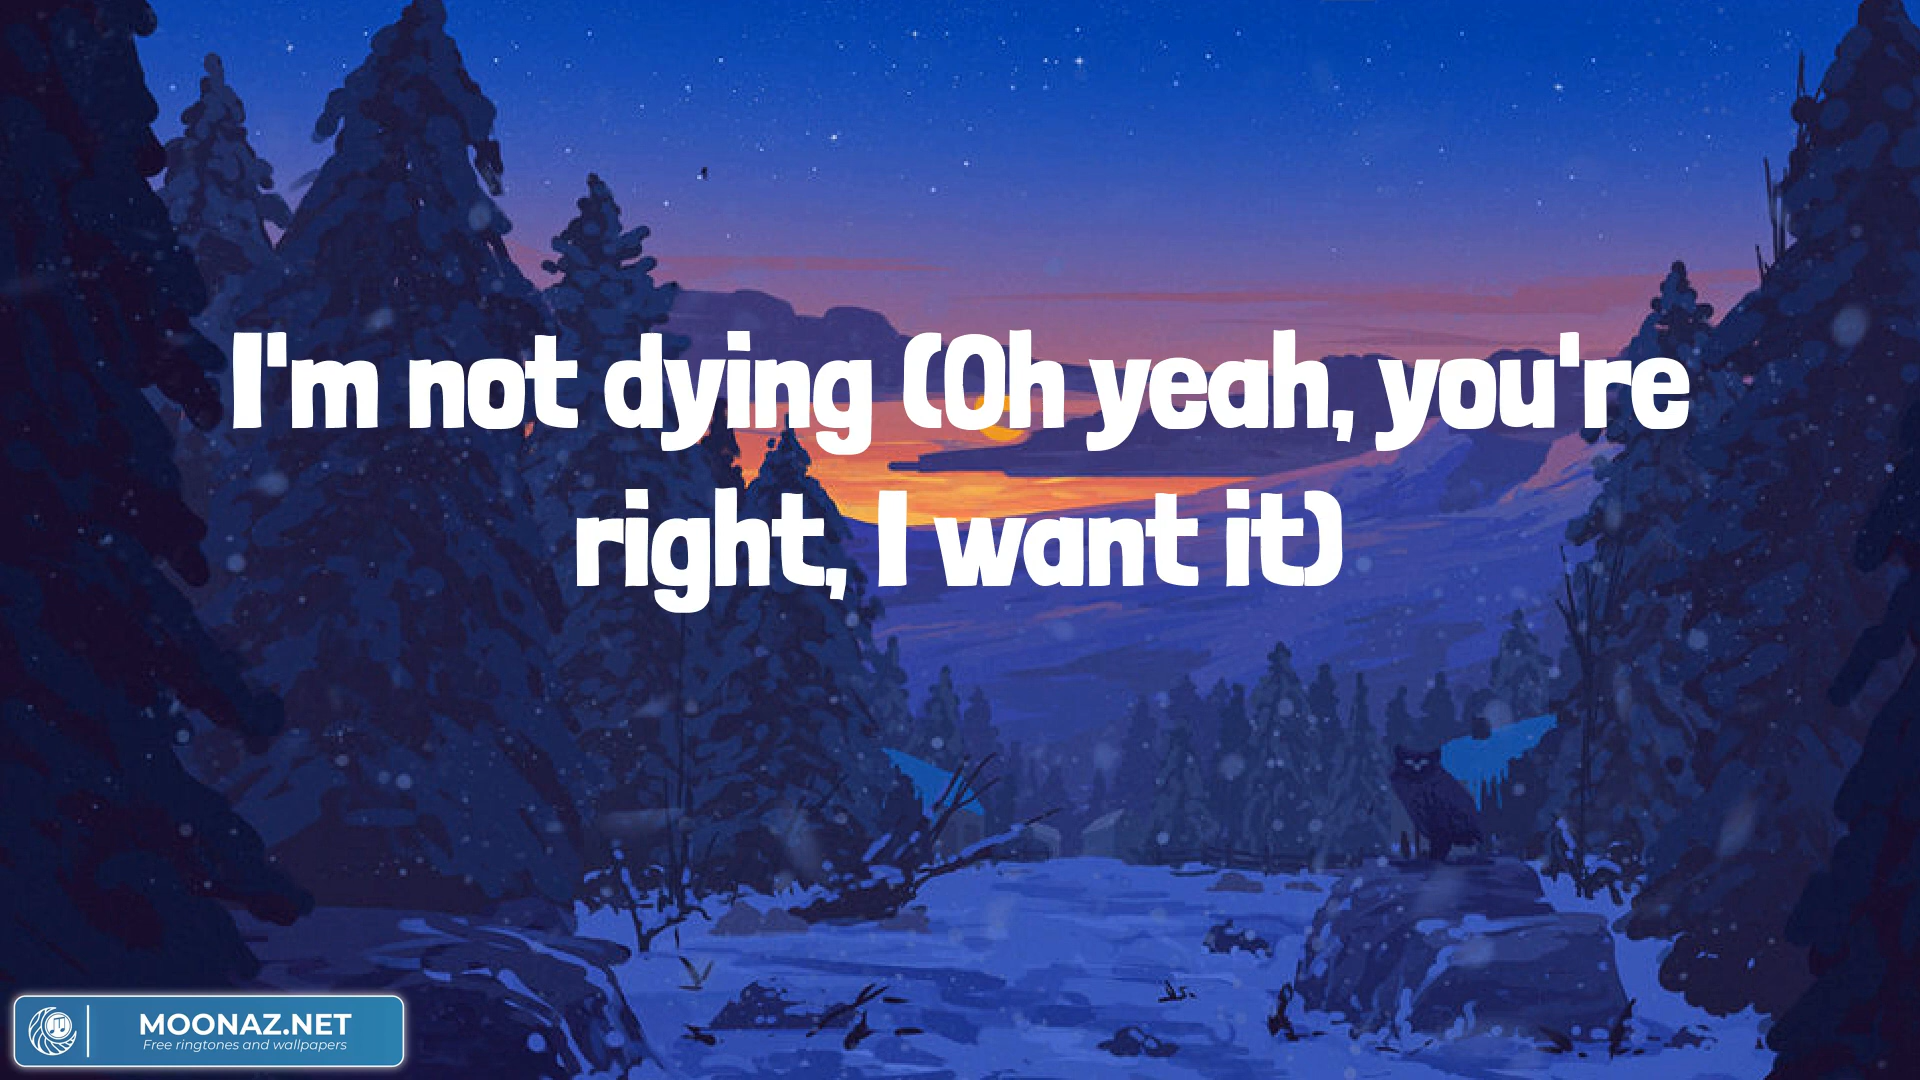 I'm not dying (Oh yeah, you're
right, I want it)
MOONAZ.NET
Free ringtones and wallpapers